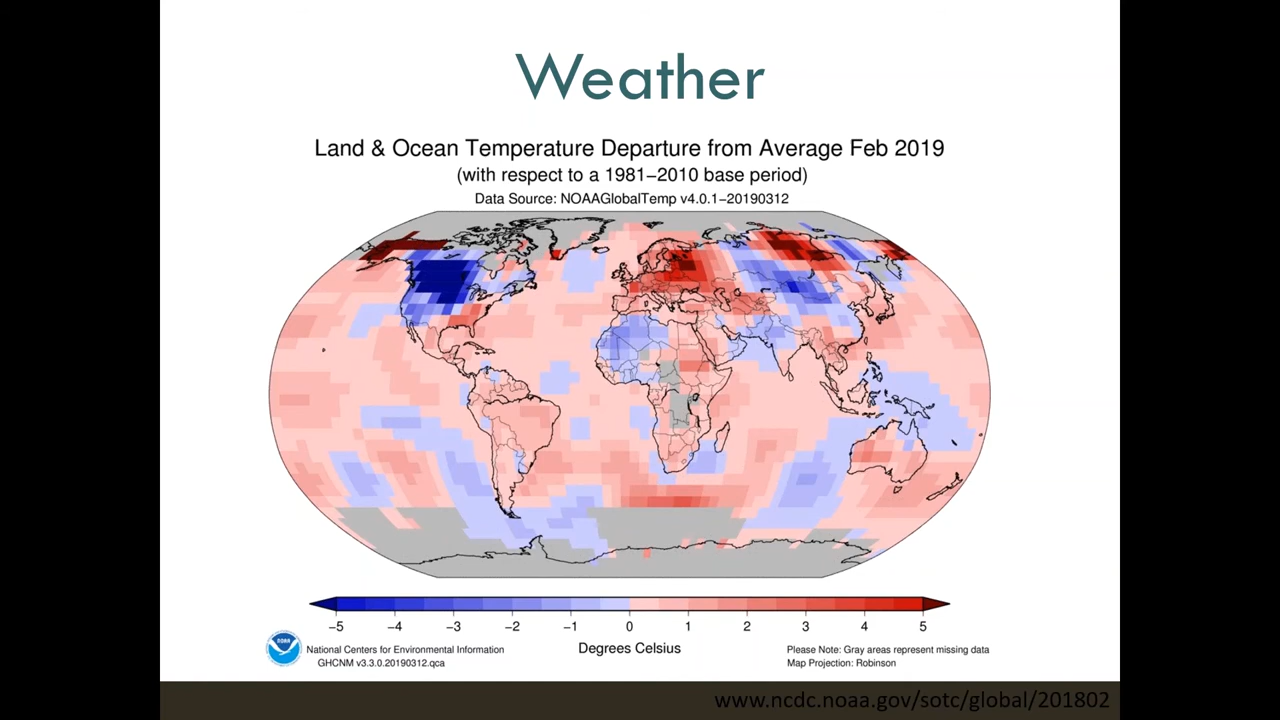 Weather
Land & Ocean Temperature Departure from Average Feb 2019
(with respect to a 1981–2010 base period)
Data Source: NOAAGlobalTemp v4.0.1–20190312
–5 –4 –3 –2 –1 0 1 2 3 4 5
NOAA
National Centers for Environmental Information
GHCNM v3.3.0.20190312.qca
Degrees Celsius
Please Note: Gray areas represent missing data
Map Projection: Robinson
www.ncdc.noaa.gov/sotc/global/201802